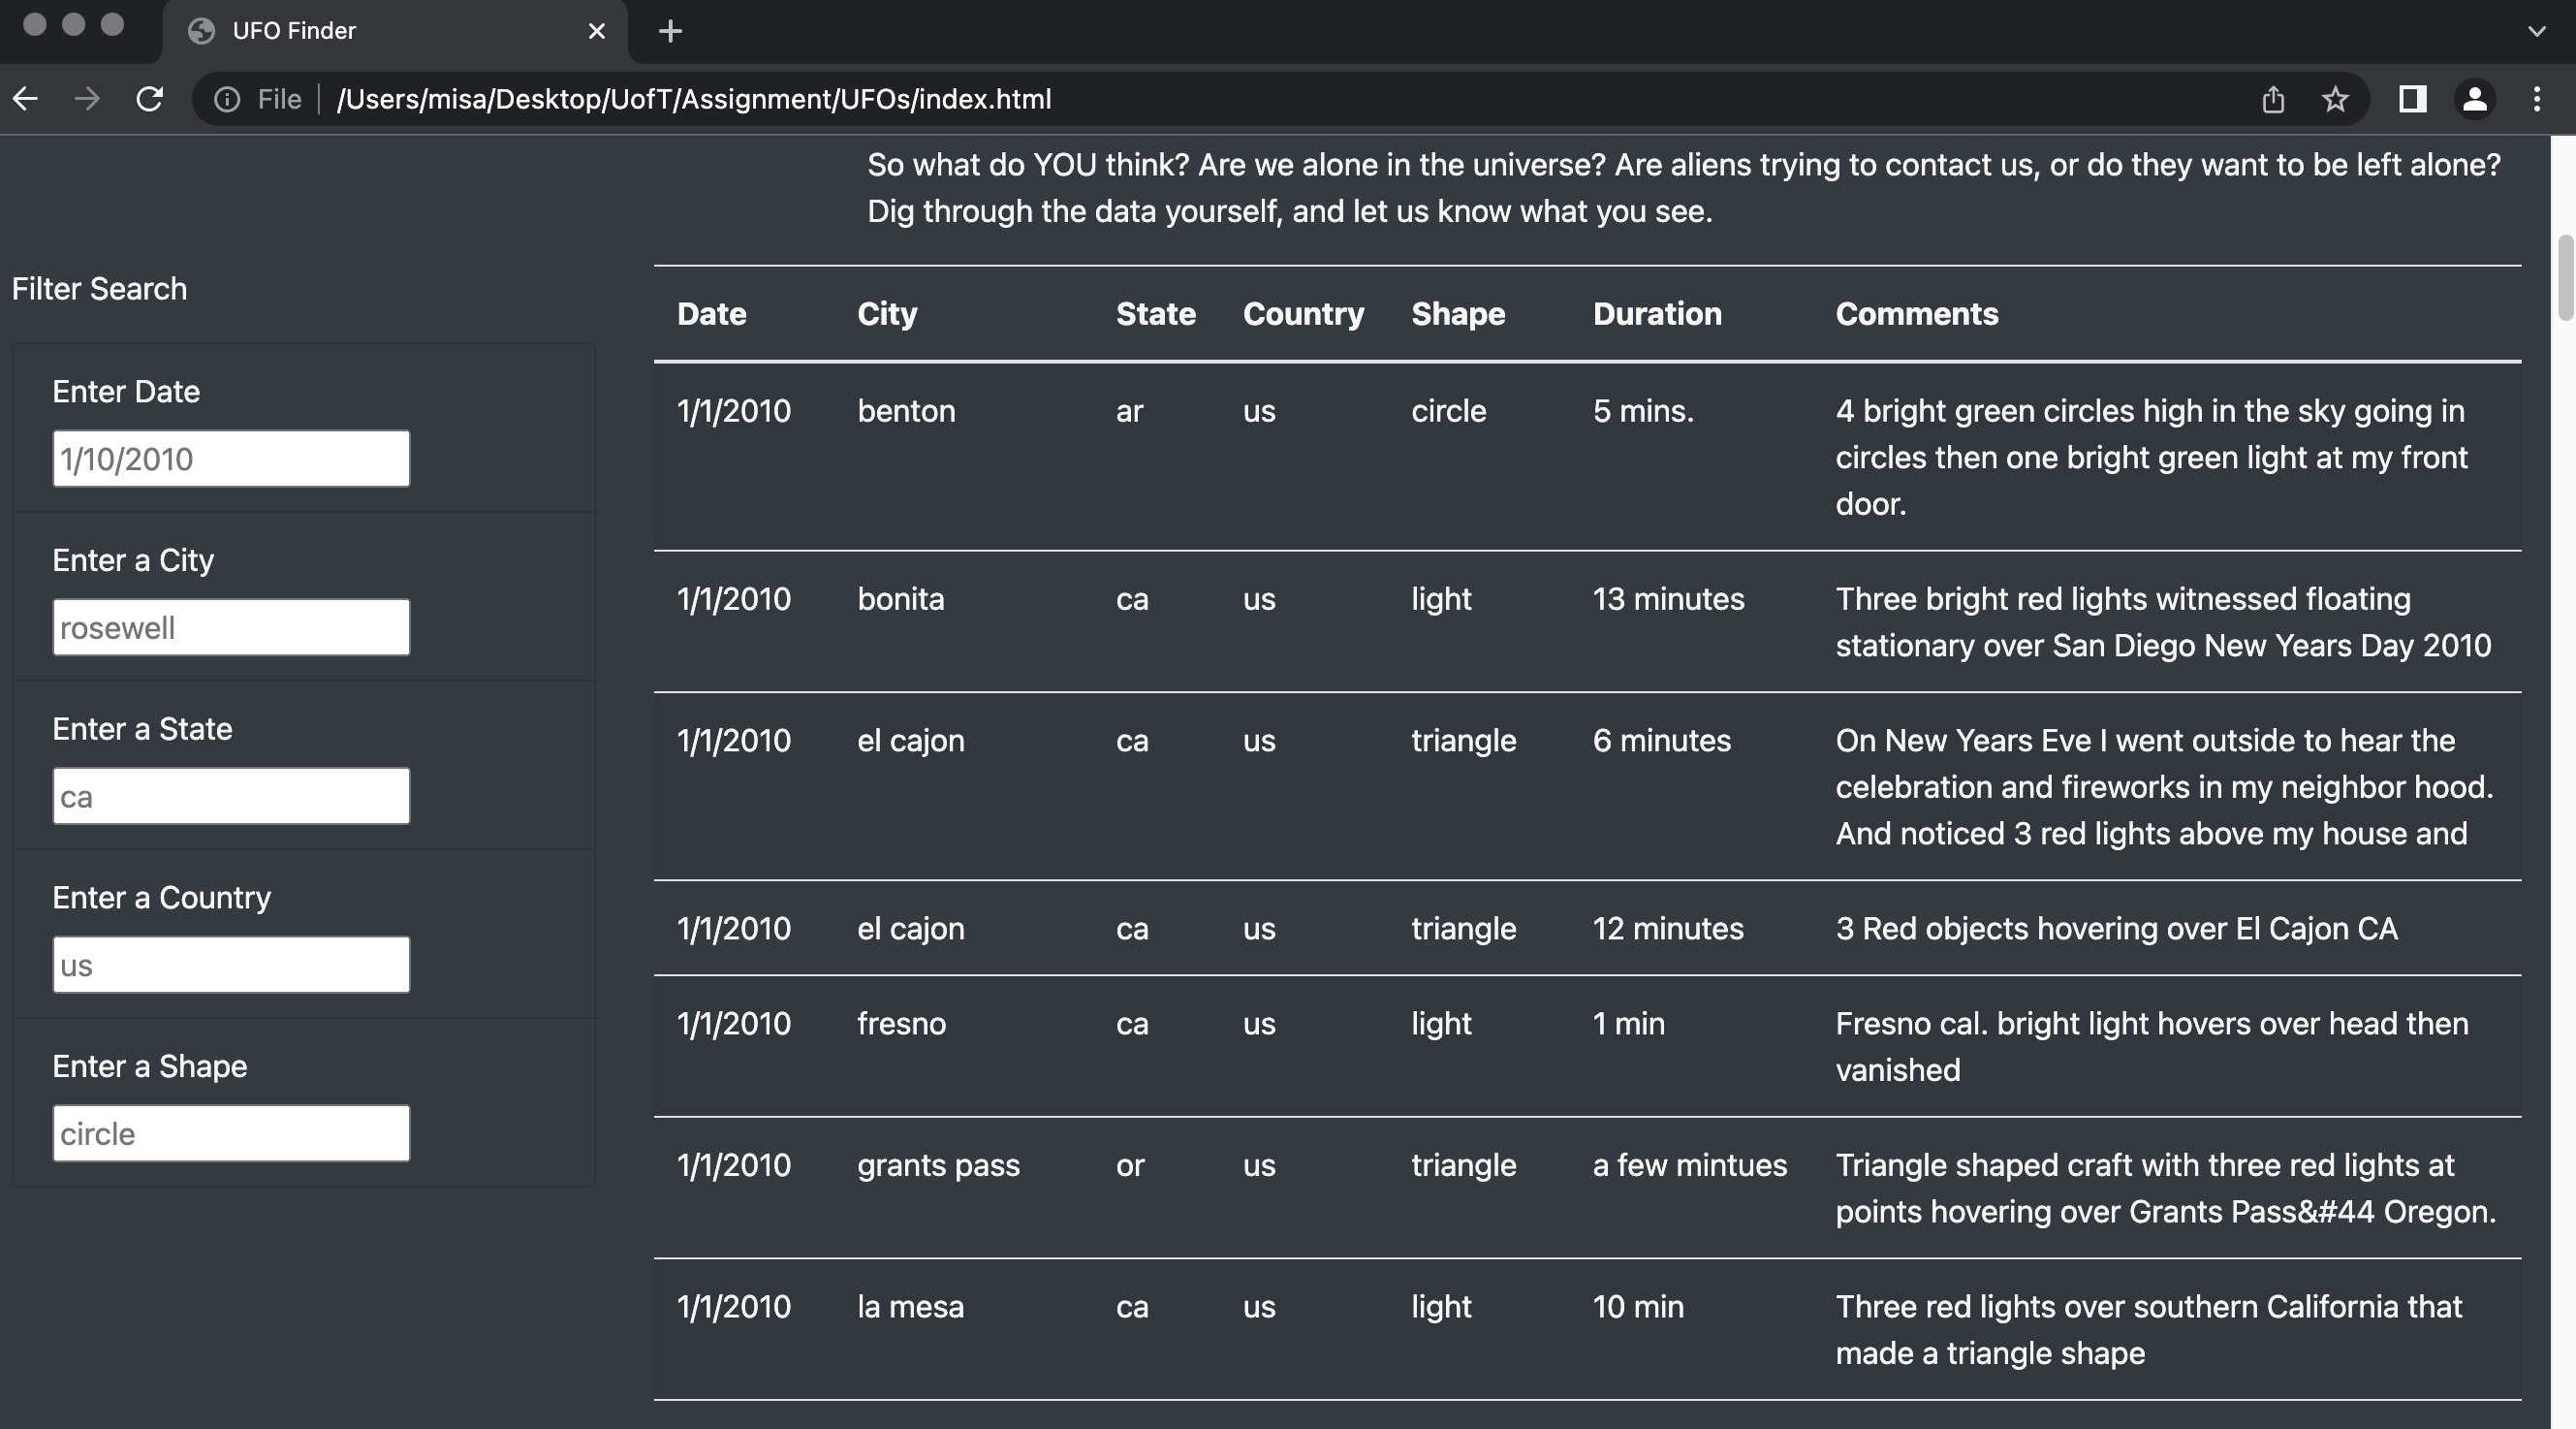 UFO Finder
File /Users/misa/Desktop/UofT/Assignment/UFOs/index.html
So what do YOU think? Are we alone in the universe? Are aliens trying to contact us, or do they want to be left alone?
Dig through the data yourself, and let us know what you see.
Filter Search
Enter Date
1/10/2010
Enter a City
rosewell
Enter a State
ca
Enter a Country
us
Enter a Shape
circle
Date City State Country Shape Duration Comments
1/1/2010 benton ar us circle 5 mins. 4 bright green circles high in the sky going in
circles then one bright green light at my front
door.
1/1/2010 bonita ca us light 13 minutes Three bright red lights witnessed floating
stationary over San Diego New Years Day 2010
1/1/2010 el cajon ca us triangle 6 minutes On New Years Eve I went outside to hear the
celebration and fireworks in my neighbor hood.
And noticed 3 red lights above my house and
1/1/2010 el cajon ca us triangle 12 minutes 3 Red objects hovering over El Cajon CA
1/1/2010 fresno ca us light 1 min Fresno cal. bright light hovers over head then
vanished
1/1/2010 grants pass or us triangle a few mintues Triangle shaped craft with three red lights at
points hovering over Grants Pass&#44 Oregon.
1/1/2010 la mesa ca us light 10 min Three red lights over southern California that
made a triangle shape